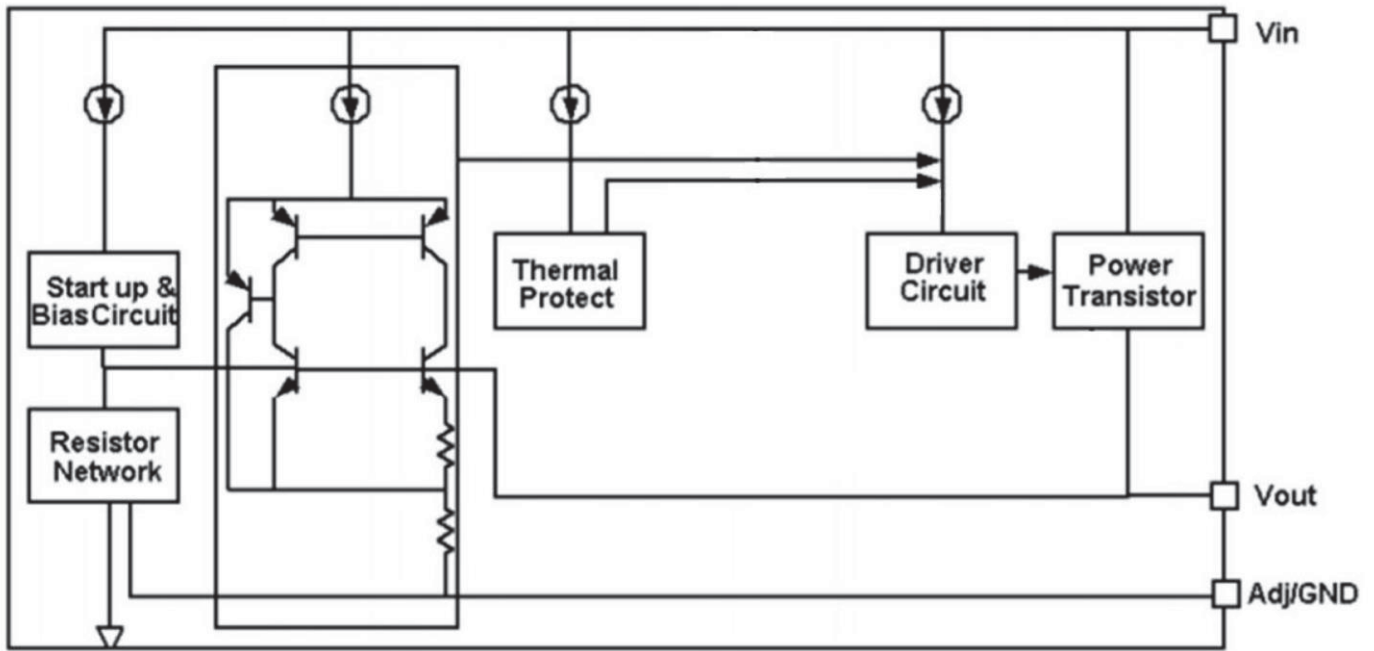 Vin
Start up &
Bias Circuit
Thermal
Protect
Driver
Circuit
Power
Transistor
Resistor
Network
Vout
Adj/GND